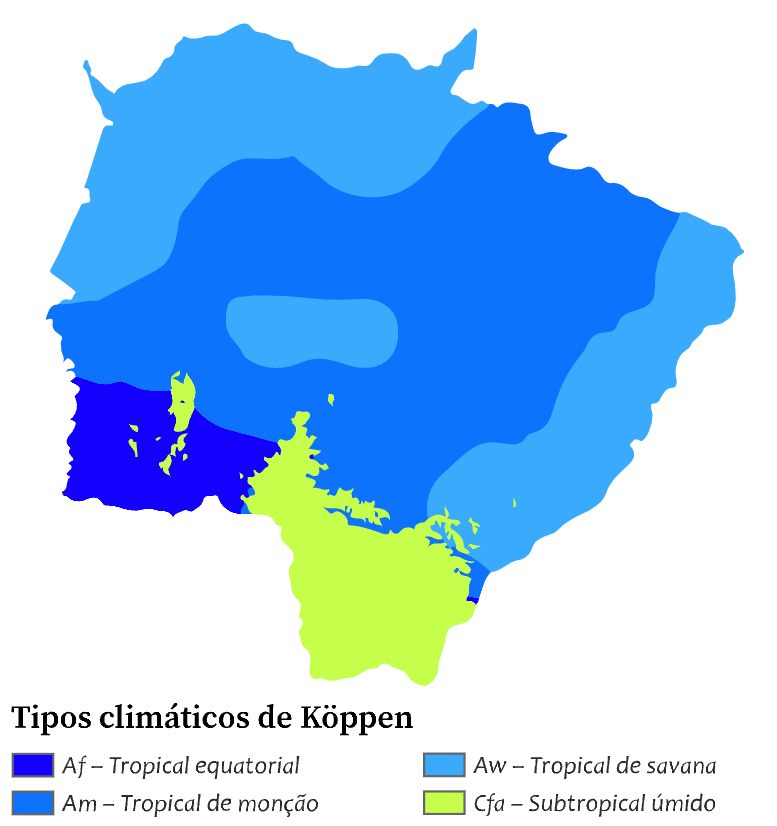 Tipos climáticos de Köppen
Af – Tropical equatorial
Aw – Tropical de savana
Am – Tropical de monção
Cfa – Subtropical úmido